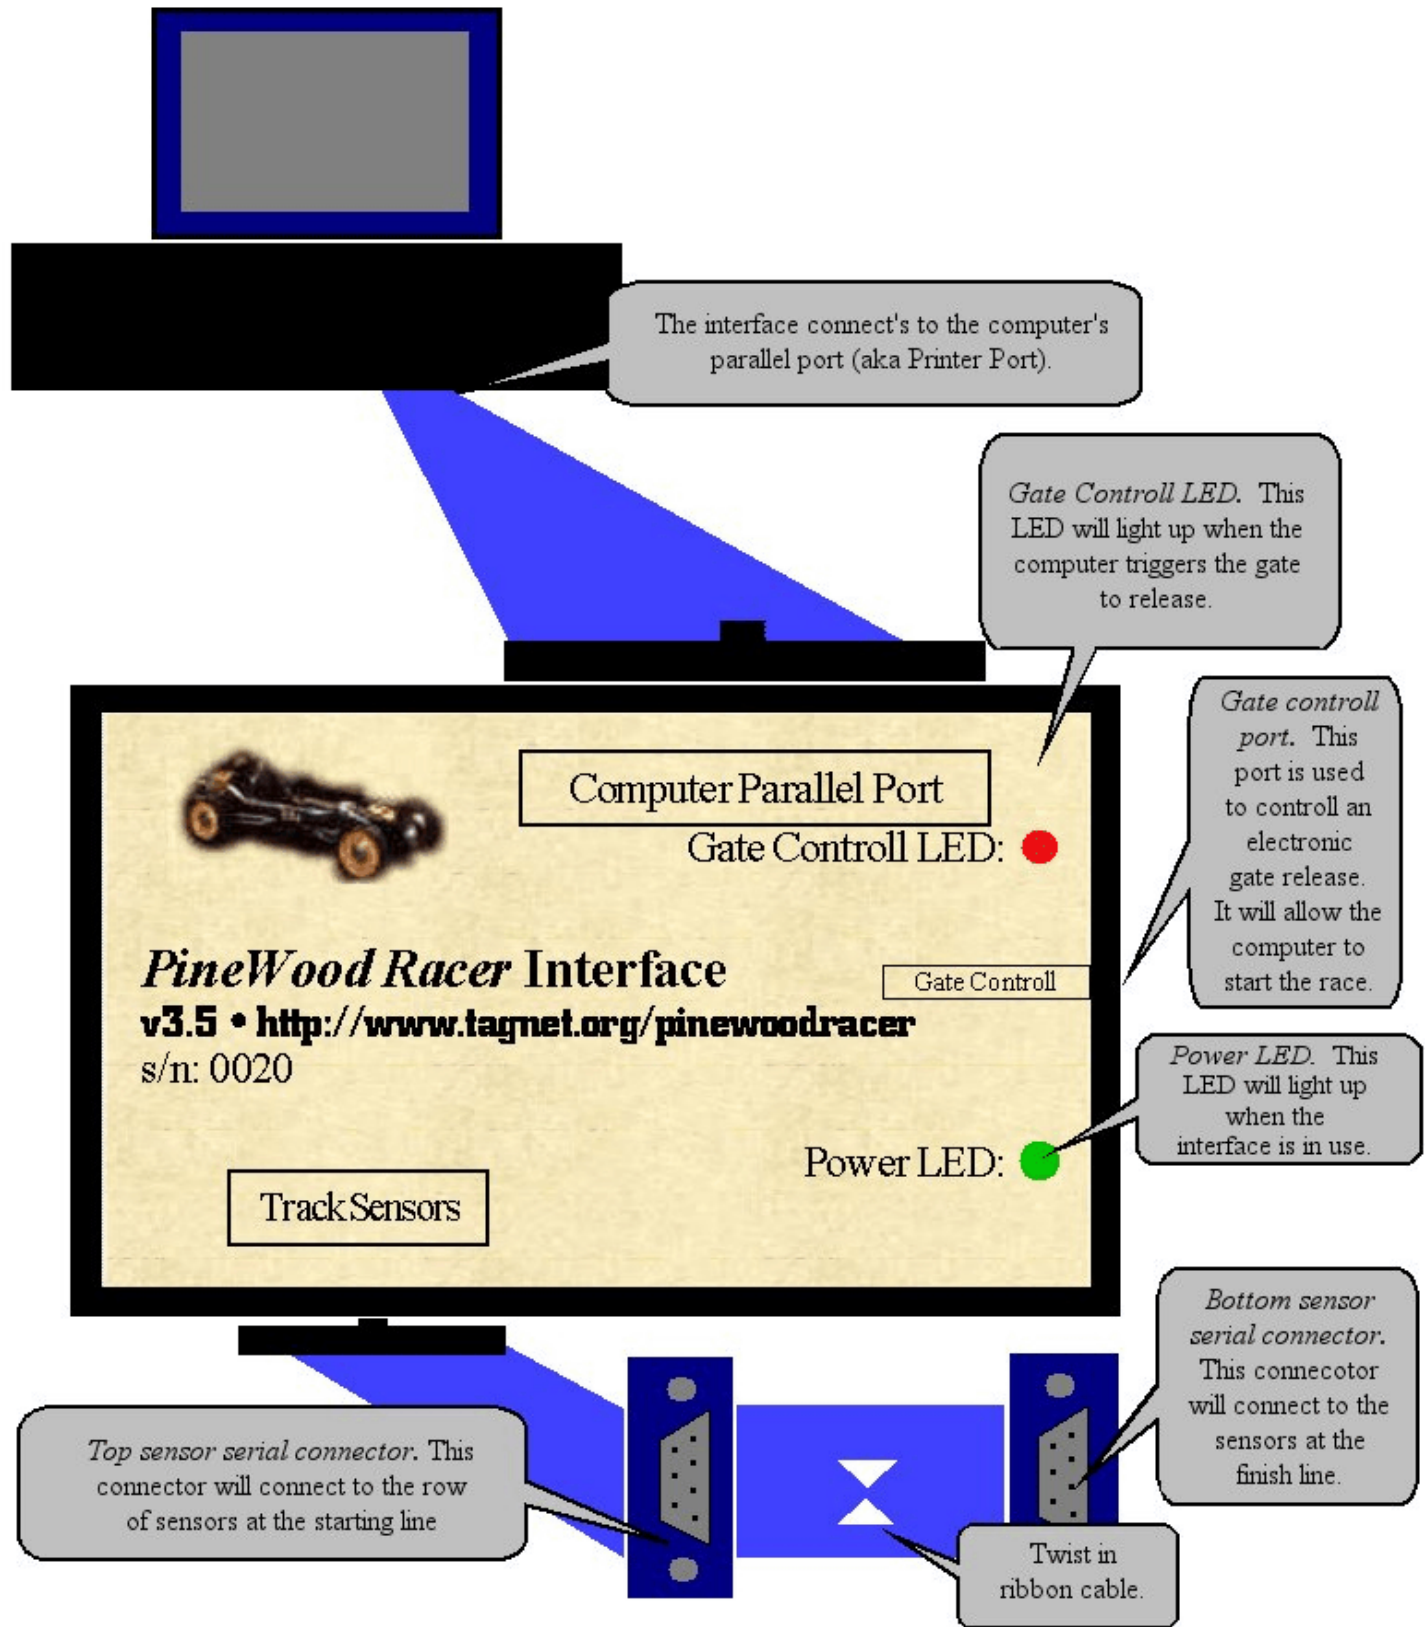 The interface connect's to the computer's
parallel port (aka Printer Port).
Gate Controll LED. This
LED will light up when the
computer triggers the gate
to release.
Gate controll
port. This
port is used
to controll an
electronic
gate release.
It will allow the
computer to
start the race.
Computer Parallel Port
Gate Controll LED:
PineWood Racer Interface
Gate Controll
v3.5 • http://www.tagnet.org/pinewoodracer
s/n: 0020
Power LED. This
LED will light up
when the
interface is in use.
Power LED:
Track Sensors
Bottom sensor
serial connector.
This connecotor
will connect to the
sensors at the
finish line.
Top sensor serial connector. This
connector will connect to the row
of sensors at the starting line
Twist in
ribbon cable.